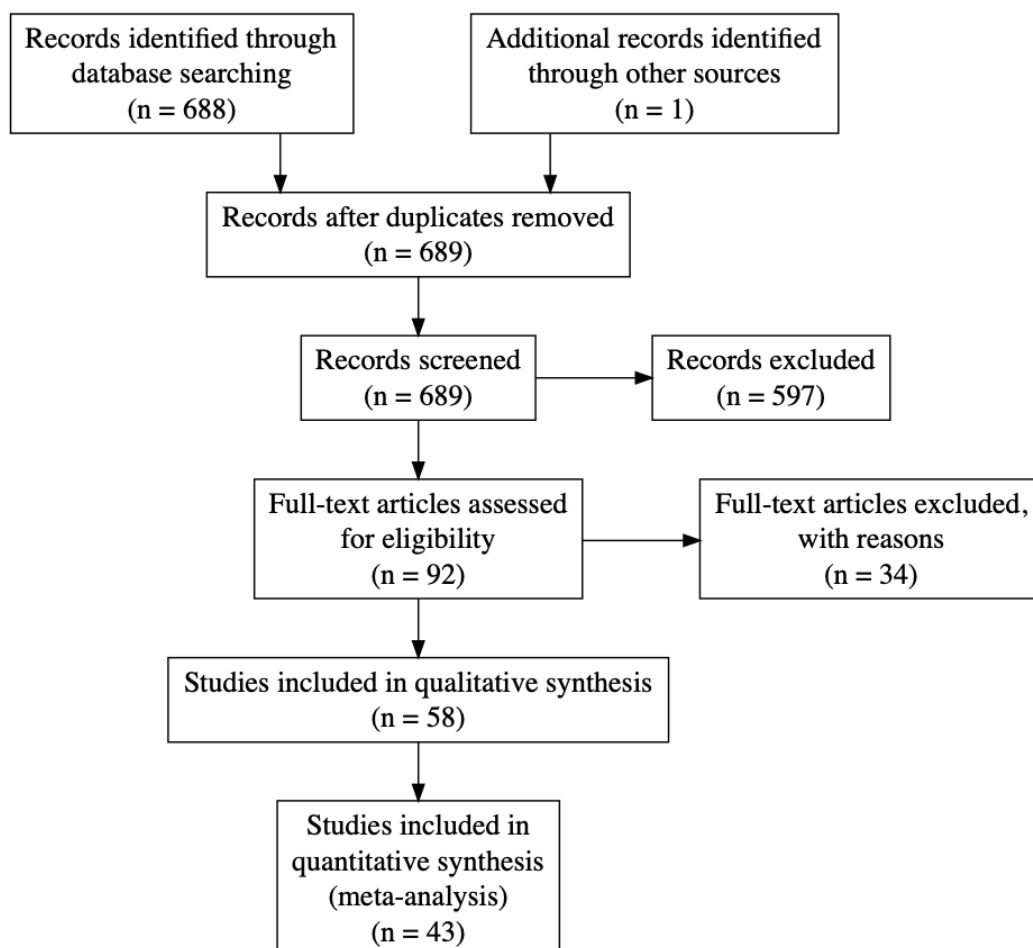 Records identified through
database searching
(n = 688)
Additional records identified
through other sources
(n = 1)
Records after duplicates removed
(n = 689)
Records screened
(n = 689)
Records excluded
(n = 597)
Full-text articles assessed
for eligibility
(n = 92)
Full-text articles excluded,
with reasons
(n = 34)
Studies included in qualitative synthesis
(n = 58)
Studies included in
quantitative synthesis
(meta-analysis)
(n = 43)